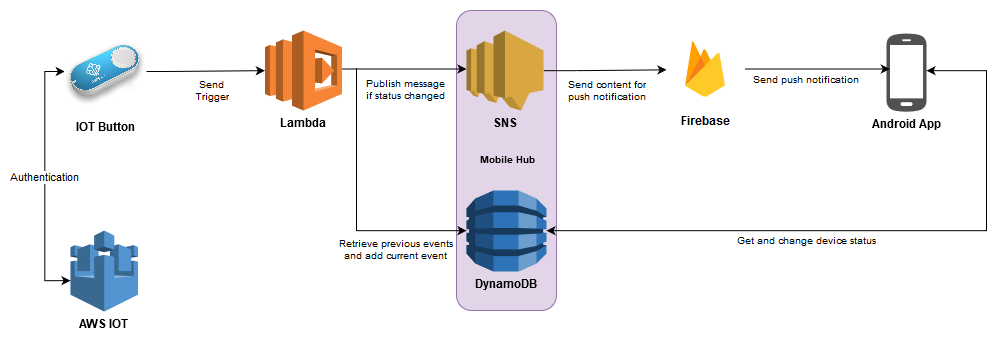 Send
Trigger
IOT Button
Authentication
AWS IOT
Lambda
Publish message
if status changed
SNS
Mobile Hub
Retrieve previous events
and add current event
DynamoDB
Send content for
push notification
Firebase
Send push notification
Android App
Get and change device status